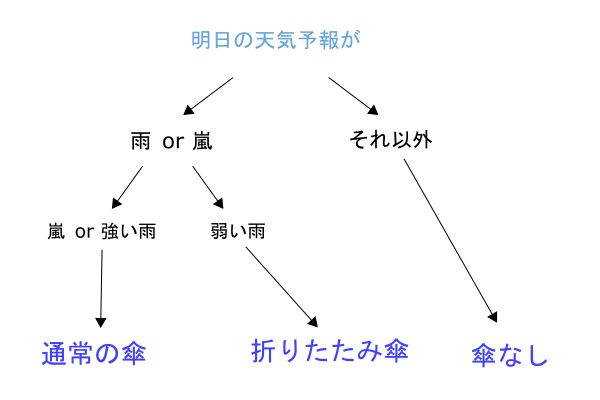 明日の天気予報が
雨 or 嵐
それ以外
嵐 or 強い雨
弱い雨
通常の傘
折りたたみ傘
傘なし